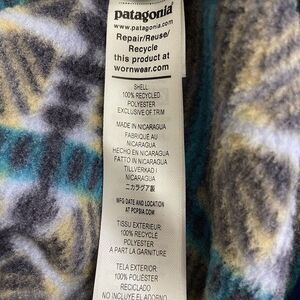 patagonia®
www.patagonia.com
Repair/Reuse/
Recycle
this product at
wornwear.com
SHELL:
100% RECYCLED
POLYESTER
EXCLUSIVE OF TRIM
MADE IN NICARAGUA
FABRIQUÉ AU
NICARAGUA
HECHO EN NICARAGUA
FATTO IN NICARAGUA
TILLVERKAD I
NICARAGUA
ニカラグア製
MFG DATE AND LOCATION
AT PCPSIA.COM
TISSU EXTERIEUR
100% RECYCLÉ
POLYESTER
A PART LA GARNITURE
TELA EXTERIOR
100% POLIÉSTER
RECICLADO
NO INCLUYE EL ADORNO